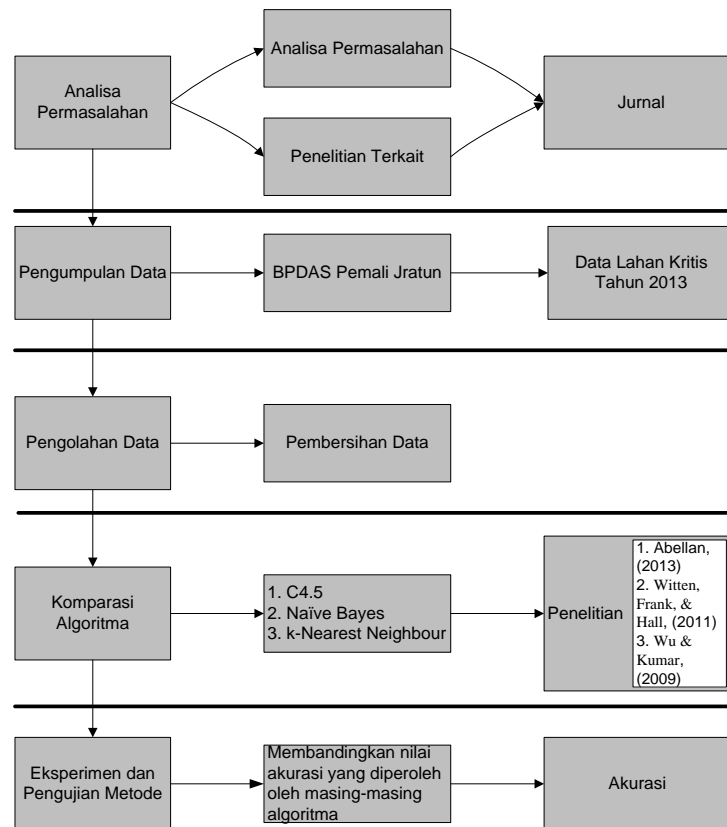 Analisa Permasalahan
Analisa
Permasalahan
Jurnal
Penelitian Terkait
Pengumpulan Data
BPDAS Pemali Jratun
Data Lahan Kritis
Tahun 2013
Pengolahan Data
Pembersihan Data
Komparasi
Algoritma
1. C4.5
2. Naïve Bayes
3. k-Nearest Neighbour
Penelitian
1. Abellan,
(2013)
2. Witten,
Frank, &
Hall, (2011)
3. Wu &
Kumar,
(2009)
Eksperimen dan
Pengujian Metode
Membandingkan nilai
akurasi yang diperoleh
oleh masing-masing
algoritma
Akurasi